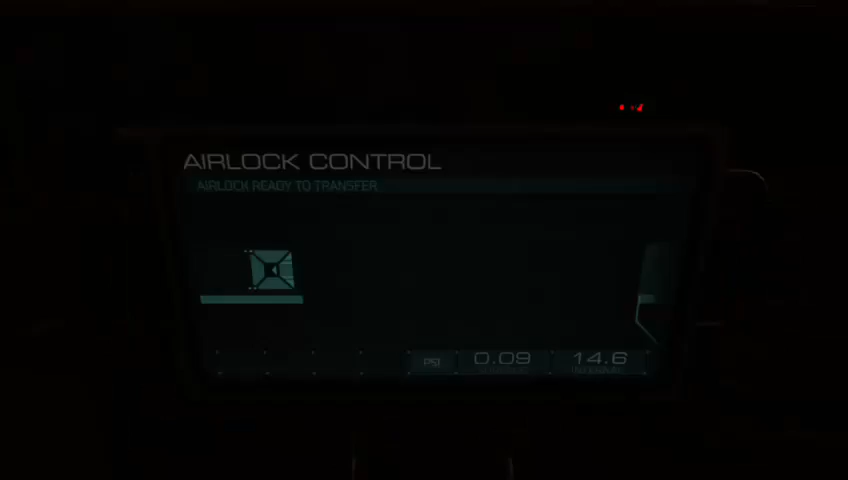 AIRLOCK CONTROL
AIRLOCK READY TO TRANSFER
PSI
0.09
14.6